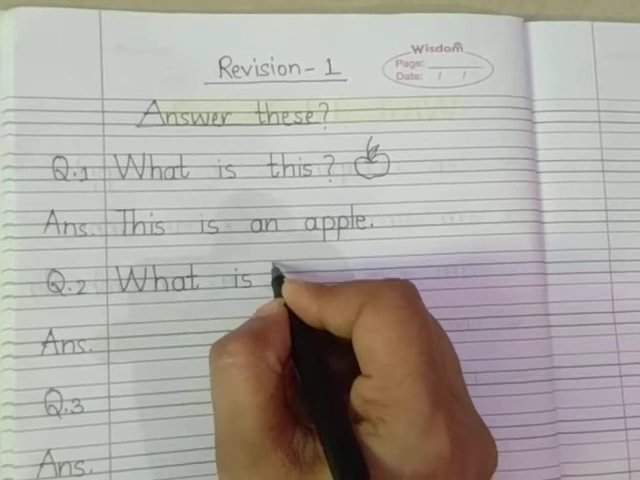 Wisdom
Page:
Date: / /
Revision-1
Answer these?
Q.1 What is this?
Ans. This is an apple.
Q.2 What is
Ans.
Q.3
Ans.